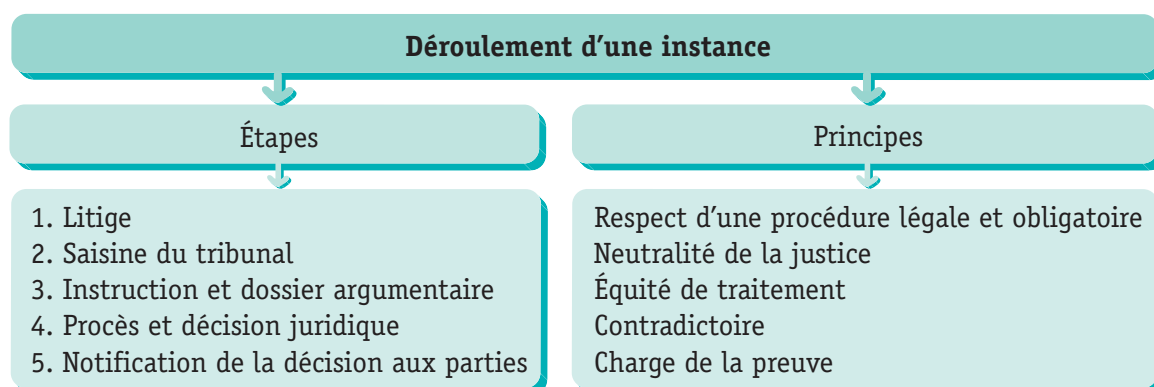 Déroulement d’une instance
Étapes
1. Litige
2. Saisine du tribunal
3. Instruction et dossier argumentaire
4. Procès et décision juridique
5. Notification de la décision aux parties
Principes
Respect d’une procédure légale et obligatoire
Neutralité de la justice
Équité de traitement
Contradictoire
Charge de la preuve